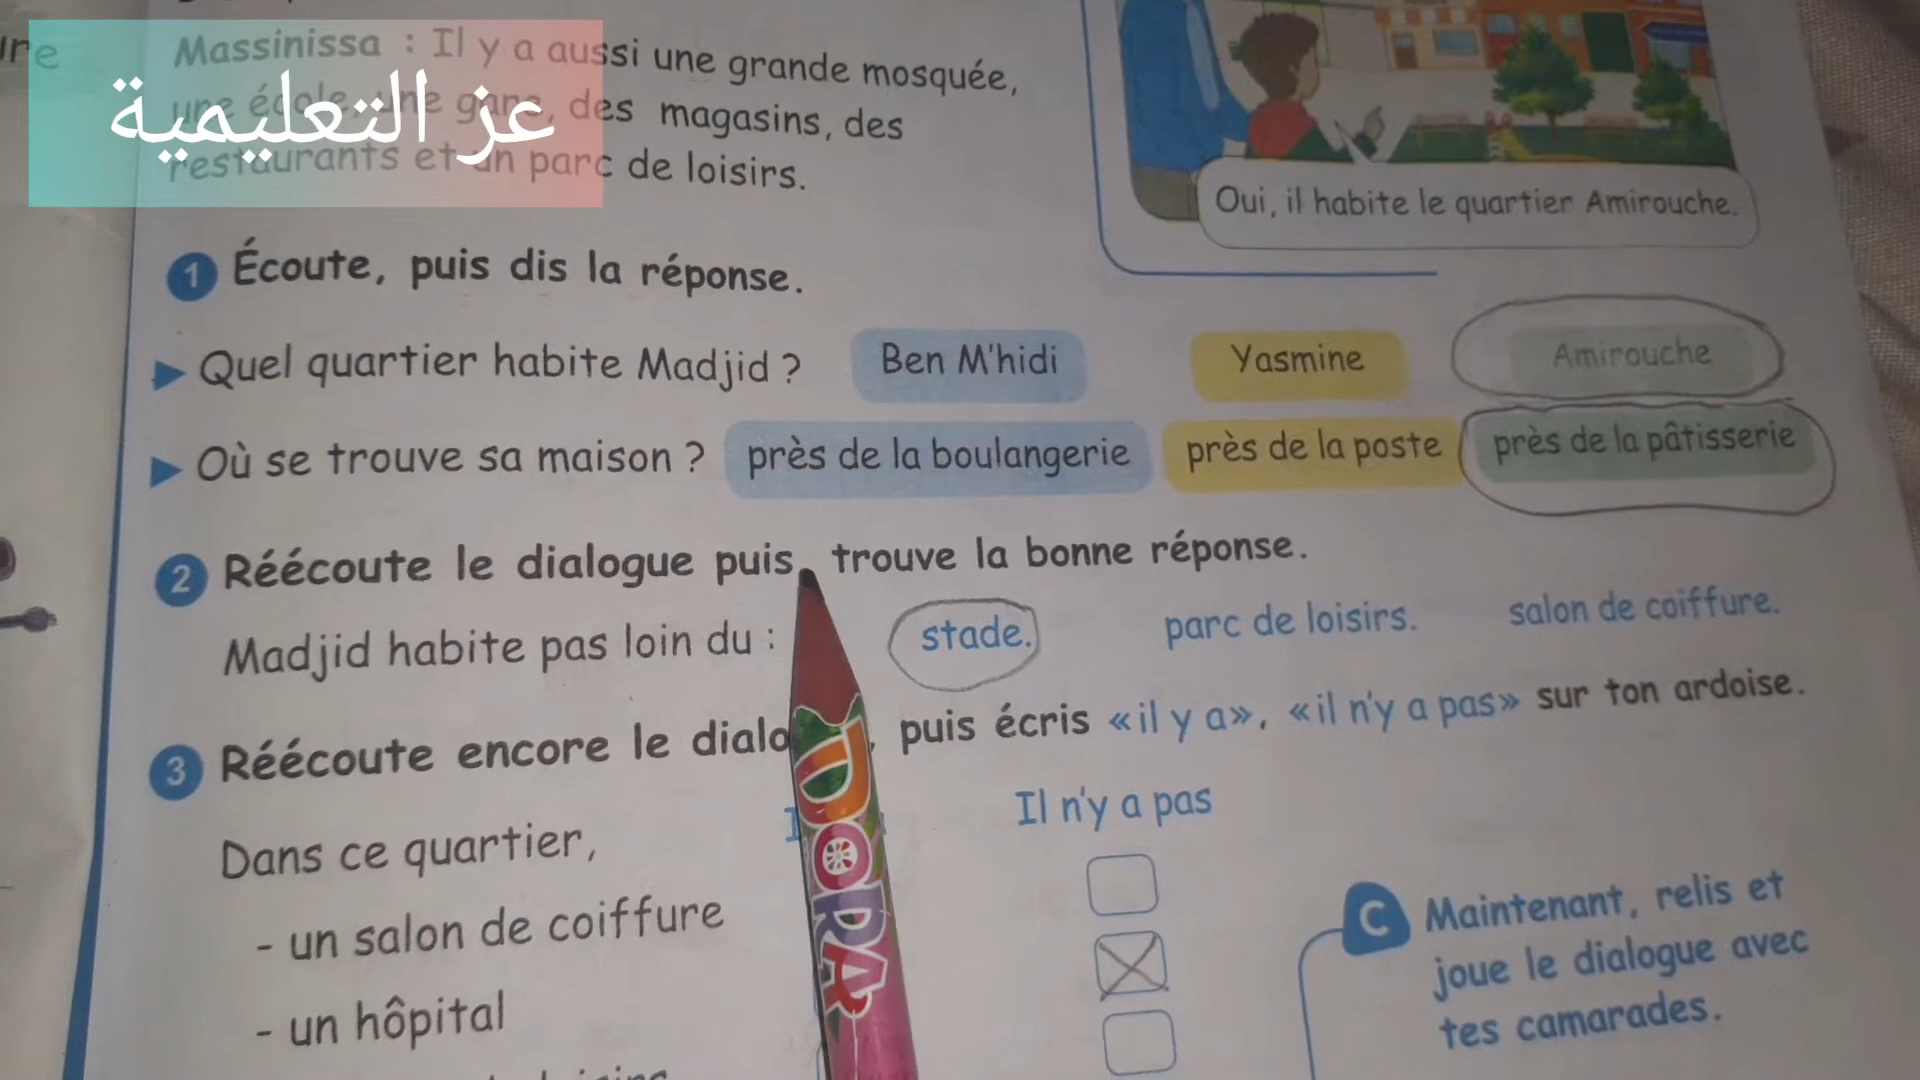 Massinissa : Il y a aussi une grande mosquée,
une école, une gare, des magasins, des
restaurants et un parc de loisirs.
عز التعليمية
Oui, il habite le quartier Amirouche.
1 Écoute, puis dis la réponse.
Quel quartier habite Madjid ? Ben M'hidi Yasmine Amirouche
Où se trouve sa maison ? près de la boulangerie près de la poste près de la pâtisserie
2 Réécoute le dialogue puis, trouve la bonne réponse.
Madjid habite pas loin du : stade. parc de loisirs. salon de coiffure.
3 Réécoute encore le dialo , puis écris «il y a», «il n'y a pas» sur ton ardoise.
Il n'y a pas
Dans ce quartier,
- un salon de coiffure
- un hôpital
C Maintenant, relis et
joue le dialogue avec
tes camarades.
DORA